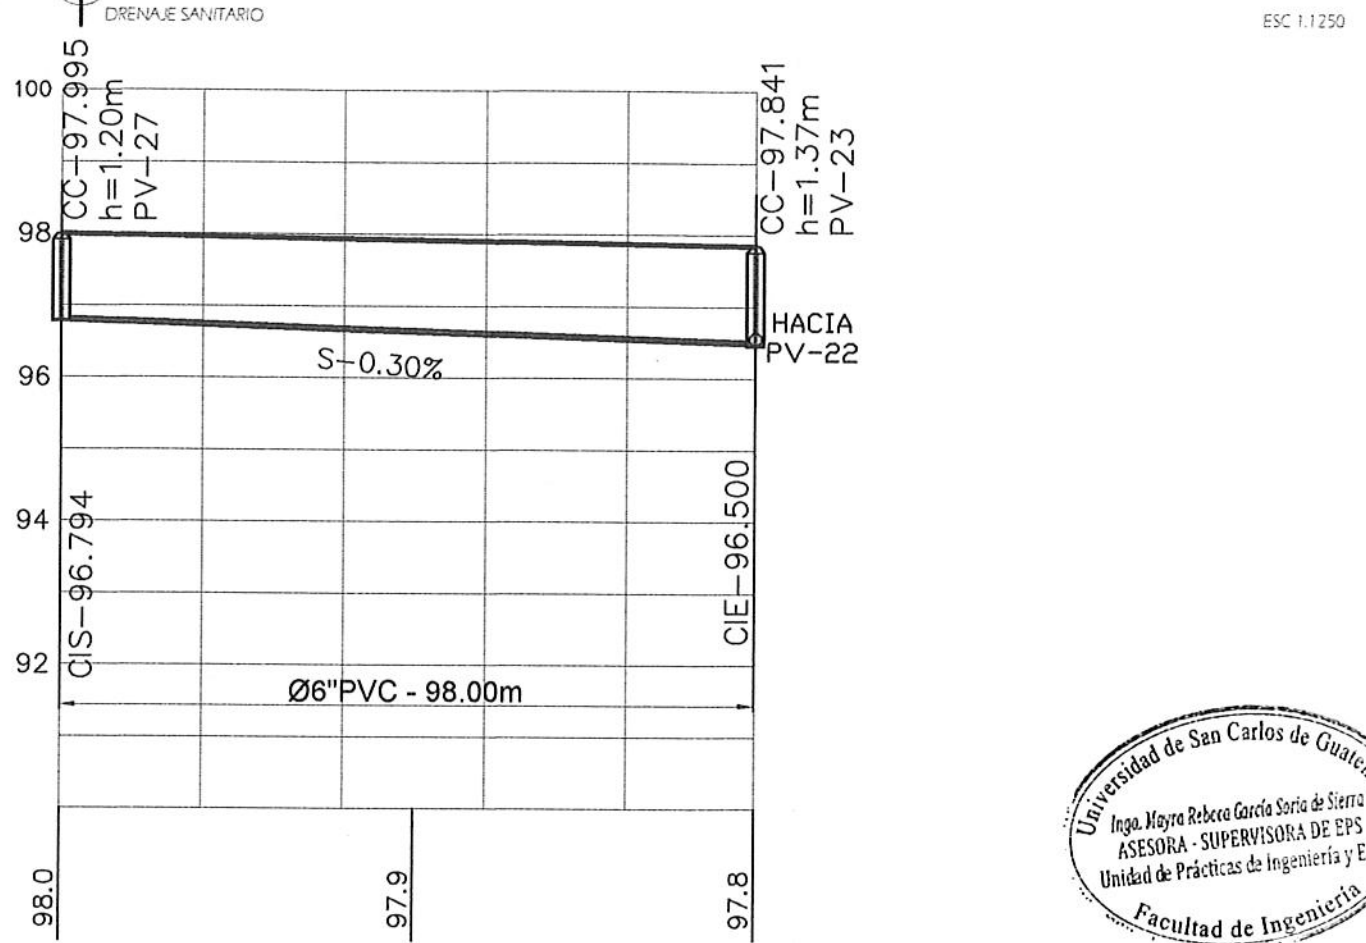 DRENAJE SANITARIO
ESC 1.1250
100
98
96
94
92
CC-97.995
h=1.20m
PV-27
CC-97.841
h=1.37m
PV-23
HACIA
PV-22
S-0.30%
CIS-96.794
CIE-96.500
Ø6"PVC - 98.00m
98.0
97.9
97.8
Universidad de San Carlos de
Inga. Mayra Rebeca García Soria de Sierra
ASESORA - SUPERVISORA DE EPS
Unidad de Prácticas de Ingeniería y
Facultad de Ingeniería